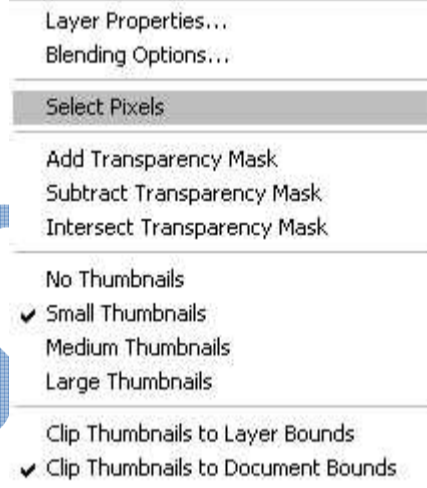 Layer Properties...
Blending Options...
Select Pixels
Add Transparency Mask
Subtract Transparency Mask
Intersect Transparency Mask
No Thumbnails
Small Thumbnails
Medium Thumbnails
Large Thumbnails
Clip Thumbnails to Layer Bounds
Clip Thumbnails to Document Bounds